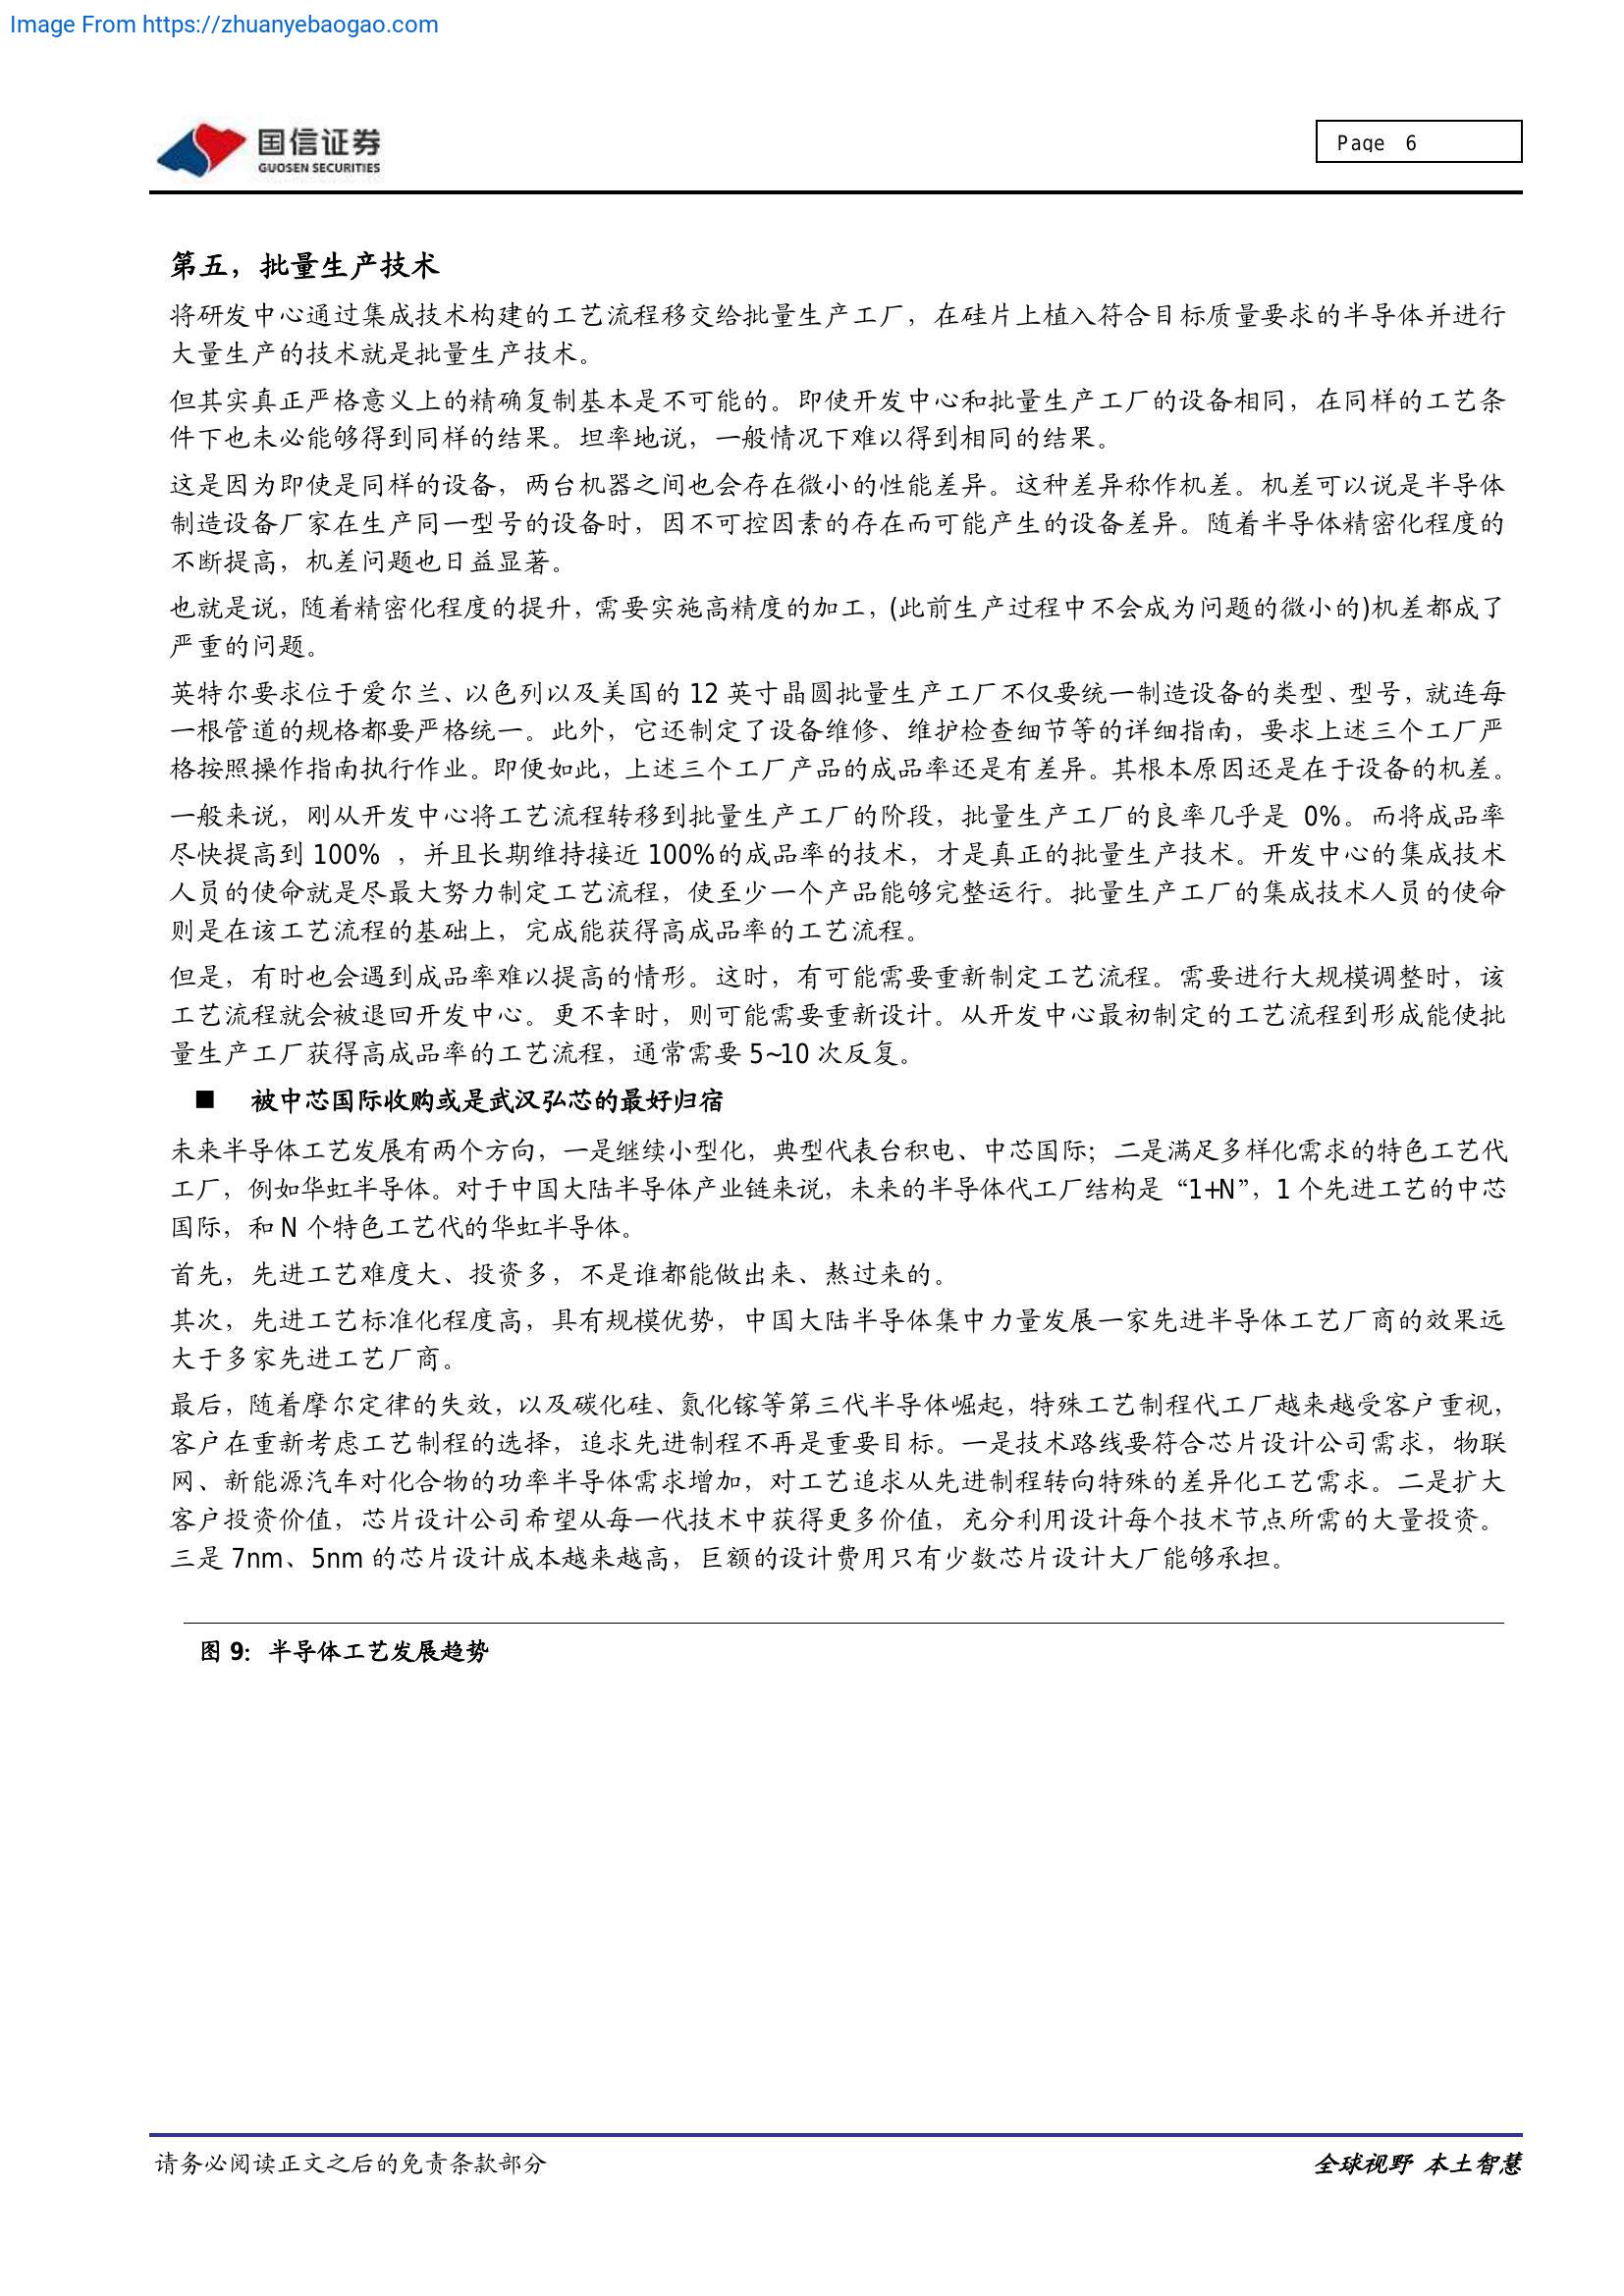 Image From https://zhuanyebaogao.com
国信证券
GUOSEN SECURITIES
Page 6
第五，批量生产技术
将研发中心通过集成技术构建的工艺流程移交给批量生产工厂，在硅片上植入符合目标质量要求的半导体并进行
大量生产的技术就是批量生产技术。
但其实真正严格意义上的精确复制基本是不可能的。即使开发中心和批量生产工厂的设备相同，在同样的工艺条
件下也未必能够得到同样的结果。坦率地说，一般情况下难以得到相同的结果。
这是因为即使是同样的设备，两台机器之间也会存在微小的性能差异。这种差异称作机差。机差可以说是半导体
制造设备厂家在生产同一型号的设备时，因不可控因素的存在而可能产生的设备差异。随着半导体精密化程度的
不断提高，机差问题也日益显著。
也就是说，随着精密化程度的提升，需要实施高精度的加工，(此前生产过程中不会成为问题的微小的)机差都成了
严重的问题。
英特尔要求位于爱尔兰、以色列以及美国的 12 英寸晶圆批量生产工厂不仅要统一制造设备的类型、型号，就连每
一根管道的规格都要严格统一。此外，它还制定了设备维修、维护检查细节等的详细指南，要求上述三个工厂严
格按照操作指南执行作业。即便如此，上述三个工厂产品的成品率还是有差异。其根本原因还是在于设备的机差。
一般来说，刚从开发中心将工艺流程转移到批量生产工厂的阶段，批量生产工厂的良率几乎是 0%。而将成品率
尽快提高到 100% ，并且长期维持接近 100%的成品率的技术，才是真正的批量生产技术。开发中心的集成技术
人员的使命就是尽最大努力制定工艺流程，使至少一个产品能够完整运行。批量生产工厂的集成技术人员的使命
则是在该工艺流程的基础上，完成能获得高成品率的工艺流程。
但是，有时也会遇到成品率难以提高的情形。这时，有可能需要重新制定工艺流程。需要进行大规模调整时，该
工艺流程就会被退回开发中心。更不幸时，则可能需要重新设计。从开发中心最初制定的工艺流程到形成能使批
量生产工厂获得高成品率的工艺流程，通常需要 5~10 次反复。
■ 被中芯国际收购或是武汉弘芯的最好归宿
未来半导体工艺发展有两个方向，一是继续小型化，典型代表台积电、中芯国际；二是满足多样化需求的特色工艺代
工厂，例如华虹半导体。对于中国大陆半导体产业链来说，未来的半导体代工厂结构是“1+N”，1 个先进工艺的中芯
国际，和 N 个特色工艺代的华虹半导体。
首先，先进工艺难度大、投资多，不是谁都能做出来、熬过来的。
其次，先进工艺标准化程度高，具有规模优势，中国大陆半导体集中力量发展一家先进半导体工艺厂商的效果远
大于多家先进工艺厂商。
最后，随着摩尔定律的失效，以及碳化硅、氮化镓等第三代半导体崛起，特殊工艺制程代工厂越来越受客户重视，
客户在重新考虑工艺制程的选择，追求先进制程不再是重要目标。一是技术路线要符合芯片设计公司需求，物联
网、新能源汽车对化合物的功率半导体需求增加，对工艺追求从先进制程转向特殊的差异化工艺需求。二是扩大
客户投资价值，芯片设计公司希望从每一代技术中获得更多价值，充分利用设计每个技术节点所需的大量投资。
三是 7nm、5nm 的芯片设计成本越来越高，巨额的设计费用只有少数芯片设计大厂能够承担。
图 9：半导体工艺发展趋势
请务必阅读正文之后的免责条款部分
全球视野 本土智慧